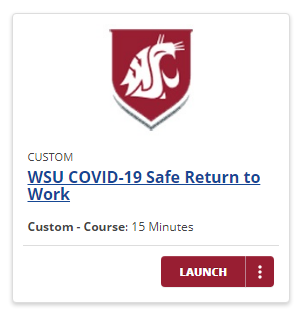 CUSTOM
WSU COVID-19 Safe Return to
Work
Custom - Course: 15 Minutes
LAUNCH